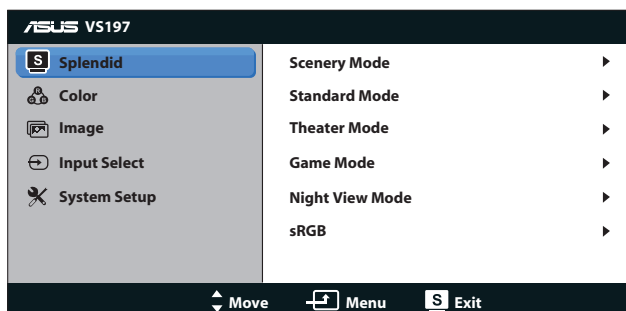 ASUS VS197
S Splendid
Color
Image
Input Select
System Setup
Scenery Mode
Standard Mode
Theater Mode
Game Mode
Night View Mode
sRGB
Move Menu S Exit